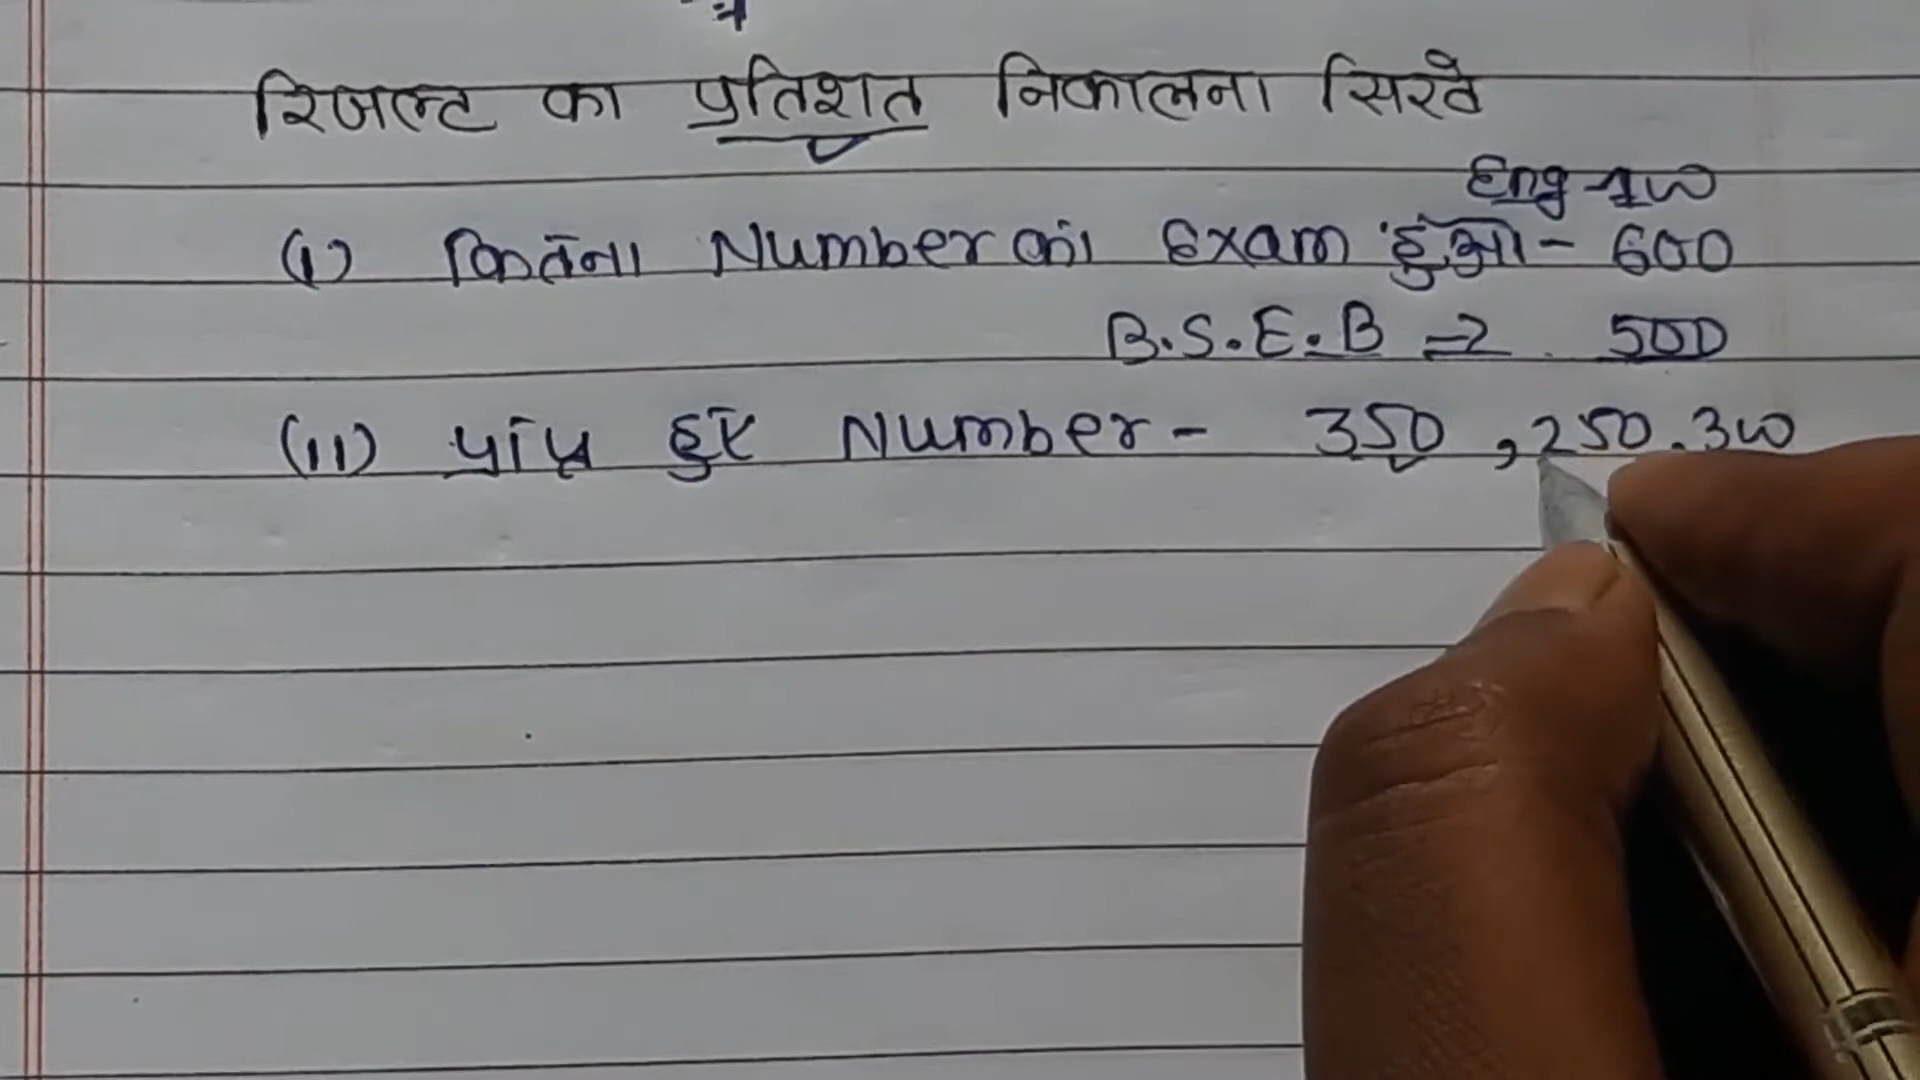 रिजल्ट का प्रतिशत निकालना सिखे
Eng - 100
(i) कितना Number का Exam हुआ - 600
B.S.E.B => 500
(ii) प्राप्त हुए Number - 350, 250, 300